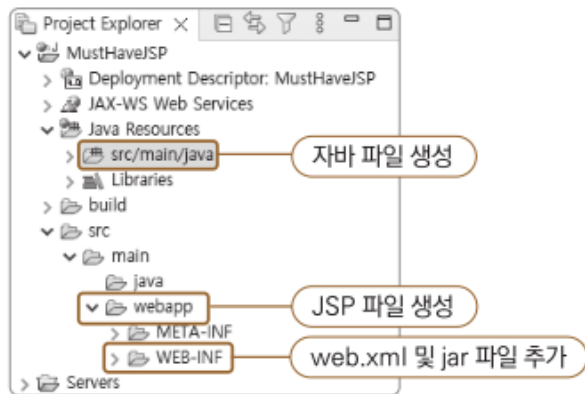 Project Explorer
MustHaveJSP
Deployment Descriptor: MustHaveJSP
JAX-WS Web Services
Java Resources
src/main/java
자바 파일 생성
Libraries
build
src
main
java
webapp
JSP 파일 생성
META-INF
WEB-INF
web.xml 및 jar 파일 추가
Servers